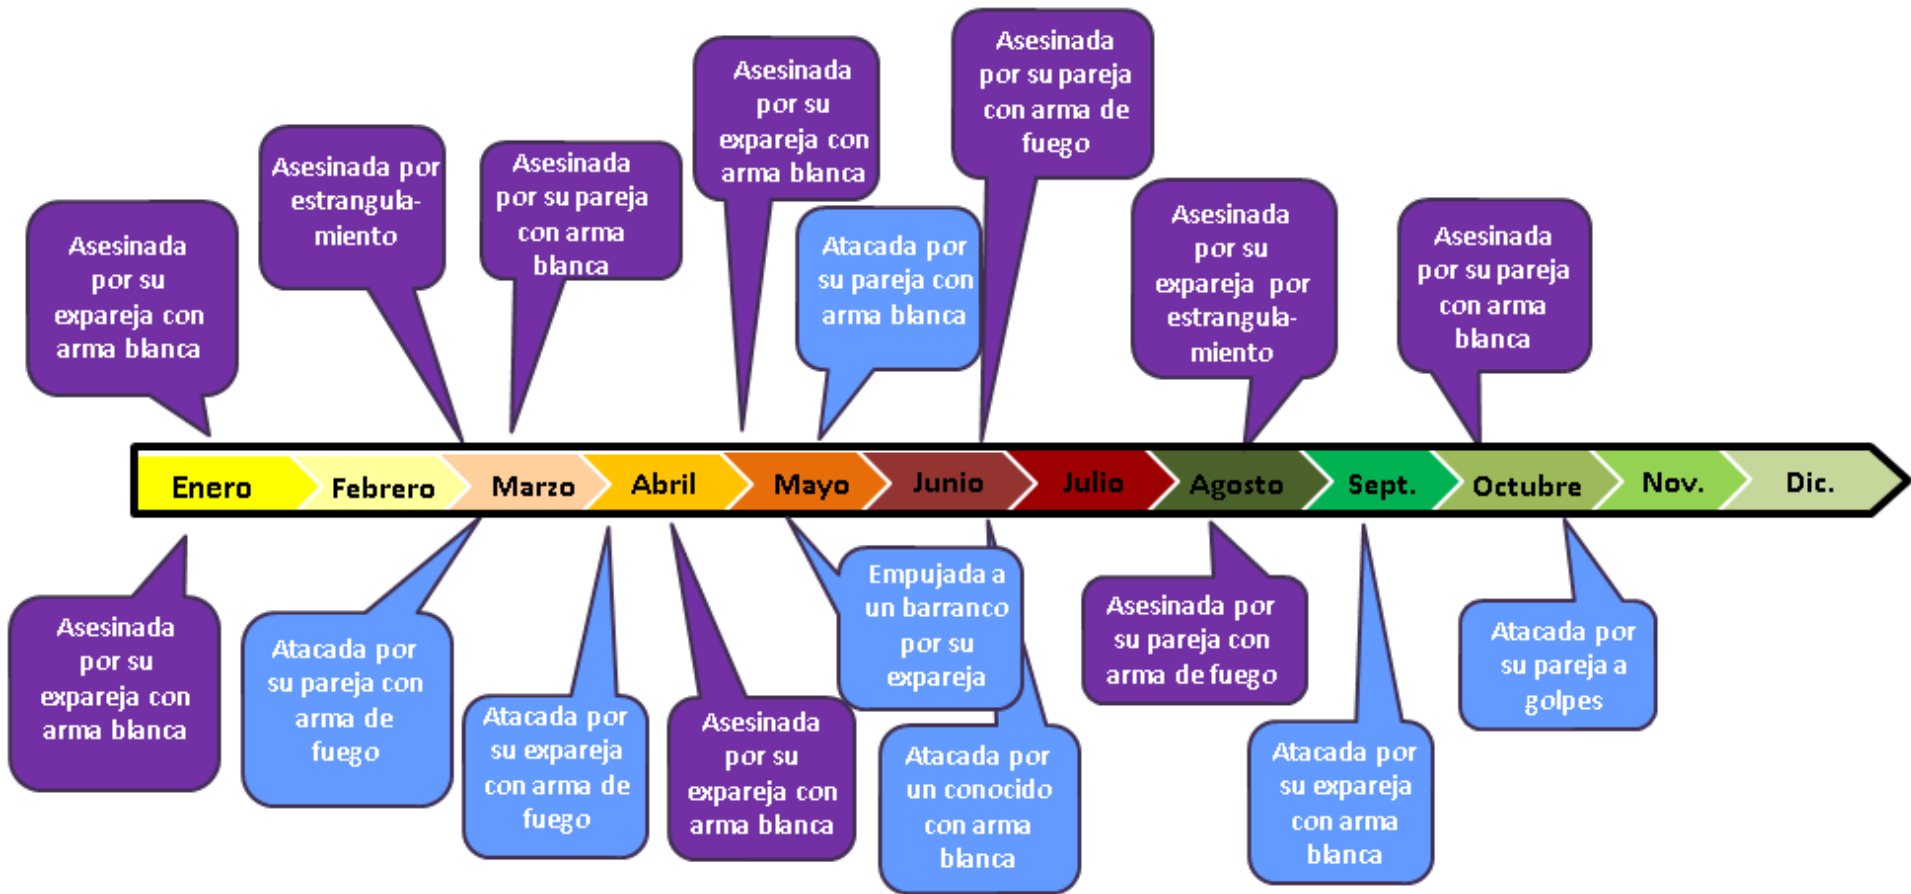 Asesinada
por su
expareja con
arma blanca
Asesinada por
estrangula-
miento
Asesinada
por su pareja
con arma
blanca
Asesinada
por su
expareja con
arma blanca
Atacada por
su pareja con
arma blanca
Asesinada
por su pareja
con arma de
fuego
Asesinada
por su
expareja por
estrangula-
miento
Asesinada
por su pareja
con arma
blanca
Enero
Febrero
Marzo
Abril
Mayo
Junio
Julio
Agosto
Sept.
Octubre
Nov.
Dic.
Asesinada
por su
expareja con
arma blanca
Atacada por
su pareja con
arma de
fuego
Atacada por
su expareja
con arma de
fuego
Asesinada
por su
expareja con
arma blanca
Empujada a
un barranco
por su
expareja
Atacada por
un conocido
con arma
blanca
Asesinada por
su pareja con
arma de fuego
Atacada por
su expareja
con arma
blanca
Atacada por
su pareja a
golpes